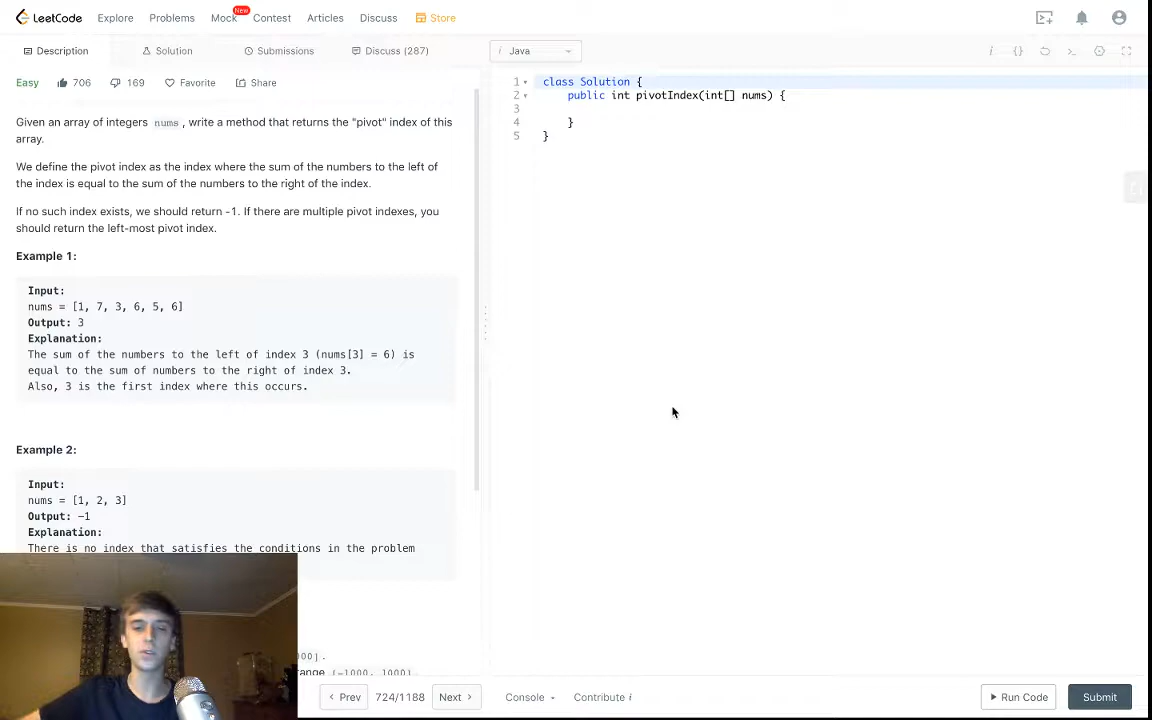 LeetCode Explore Problems Mock New Contest Articles Discuss Store
Description Solution Submissions Discuss (287)
Easy 706 169 Favorite Share
Given an array of integers nums , write a method that returns the "pivot" index of this
array.
We define the pivot index as the index where the sum of the numbers to the left of
the index is equal to the sum of the numbers to the right of the index.
If no such index exists, we should return -1. If there are multiple pivot indexes, you
should return the left-most pivot index.
Example 1:
Input:
nums = [1, 7, 3, 6, 5, 6]
Output: 3
Explanation:
The sum of the numbers to the left of index 3 (nums[3] = 6) is
equal to the sum of numbers to the right of index 3.
Also, 3 is the first index where this occurs.
Example 2:
Input:
nums = [1, 2, 3]
Output: -1
Explanation:
There is no index that satisfies the conditions in the problem
000].
range [-1000, 1000].
Prev 724/1188 Next
i Java
1 class Solution {
2 public int pivotIndex(int[] nums) {
3
4 }
5 }
Console Contribute i
Run Code Submit